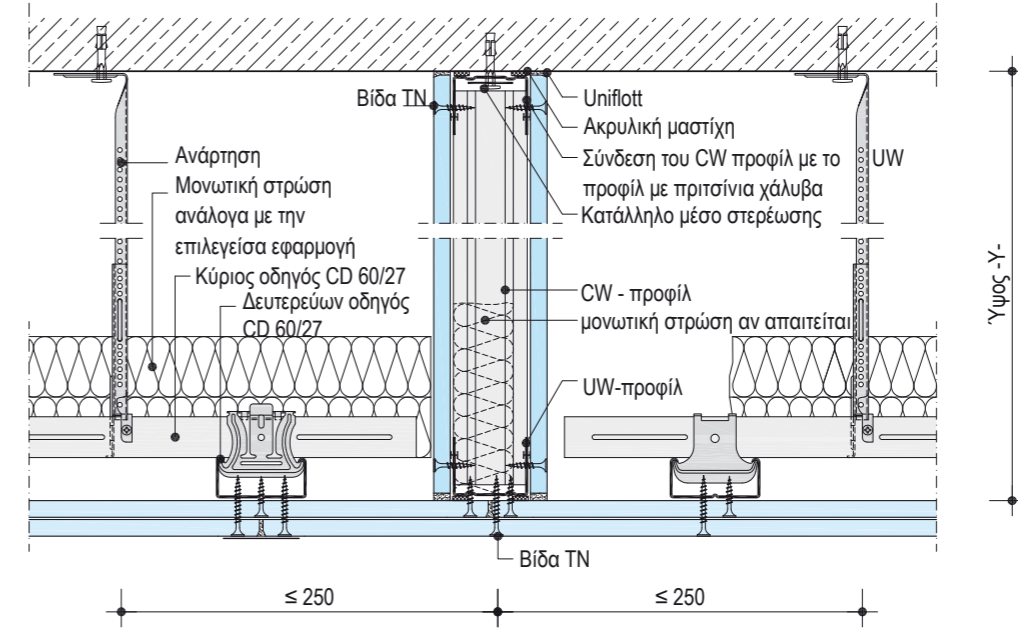 Βίδα TN
Uniflott
Ακρυλική μαστίχη
Σύνδεση του CW προφίλ με το UW
προφίλ με πριτσίνια χάλυβα
Κατάλληλο μέσο στερέωσης
Ανάρτηση
Μονωτική στρώση
ανάλογα με την
επιλεγείσα εφαρμογή
Κύριος οδηγός CD 60/27
Δευτερεύων οδηγός
CD 60/27
CW - προφίλ
μονωτική στρώση αν απαιτείται
UW-προφίλ
Ύψος -Y-
Βίδα TN
≤ 250
≤ 250